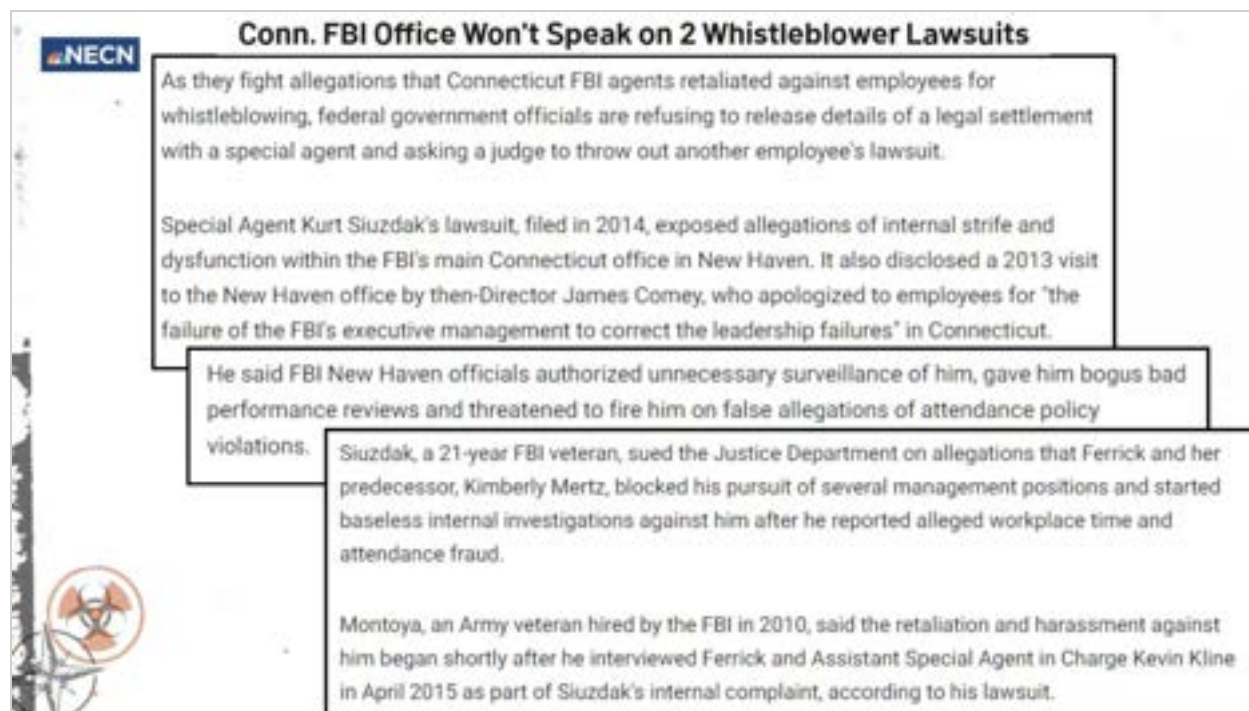 Conn. FBI Office Won't Speak on 2 Whistleblower Lawsuits
NECN
As they fight allegations that Connecticut FBI agents retaliated against employees for
whistleblowing, federal government officials are refusing to release details of a legal settlement
with a special agent and asking a judge to throw out another employee's lawsuit.
Special Agent Kurt Siuzdak's lawsuit, filed in 2014, exposed allegations of internal strife and
dysfunction within the FBI's main Connecticut office in New Haven. It also disclosed a 2013 visit
to the New Haven office by then-Director James Comey, who apologized to employees for "the
failure of the FBI's executive management to correct the leadership failures" in Connecticut.
He said FBI New Haven officials authorized unnecessary surveillance of him, gave him bogus bad
performance reviews and threatened to fire him on false allegations of attendance policy
violations.
Siuzdak, a 21-year FBI veteran, sued the Justice Department on allegations that Ferrick and her
predecessor, Kimberly Mertz, blocked his pursuit of several management positions and started
baseless internal investigations against him after he reported alleged workplace time and
attendance fraud.
Montoya, an Army veteran hired by the FBI in 2010, said the retaliation and harassment against
him began shortly after he interviewed Ferrick and Assistant Special Agent in Charge Kevin Kline
in April 2015 as part of Siuzdak's internal complaint, according to his lawsuit.